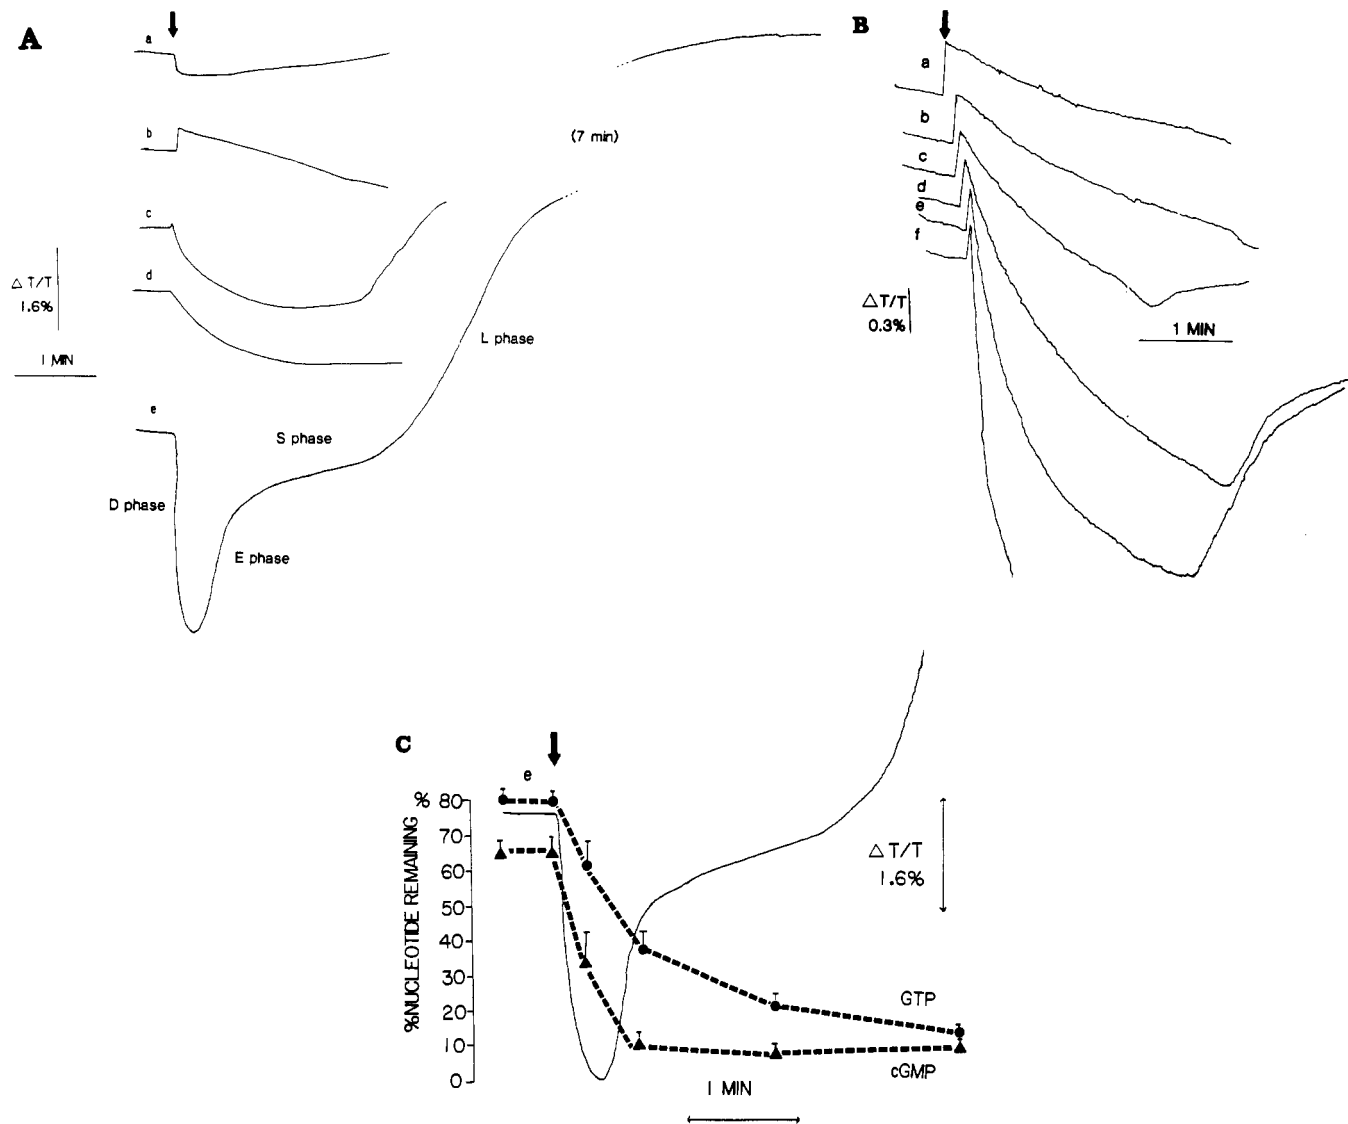 A
a
b
c
d
Δ T/T
1.6%
1 MIN
e
(7 min)
L phase
S phase
D phase
E phase
B
a
b
c
d
e
f
Δ T/T
0.3%
1 MIN
C
e
% 80
70
60
50
40
30
20
10
0
%NUCLEOTIDE REMAINING
Δ T/T
1.6%
GTP
cGMP
1 MIN